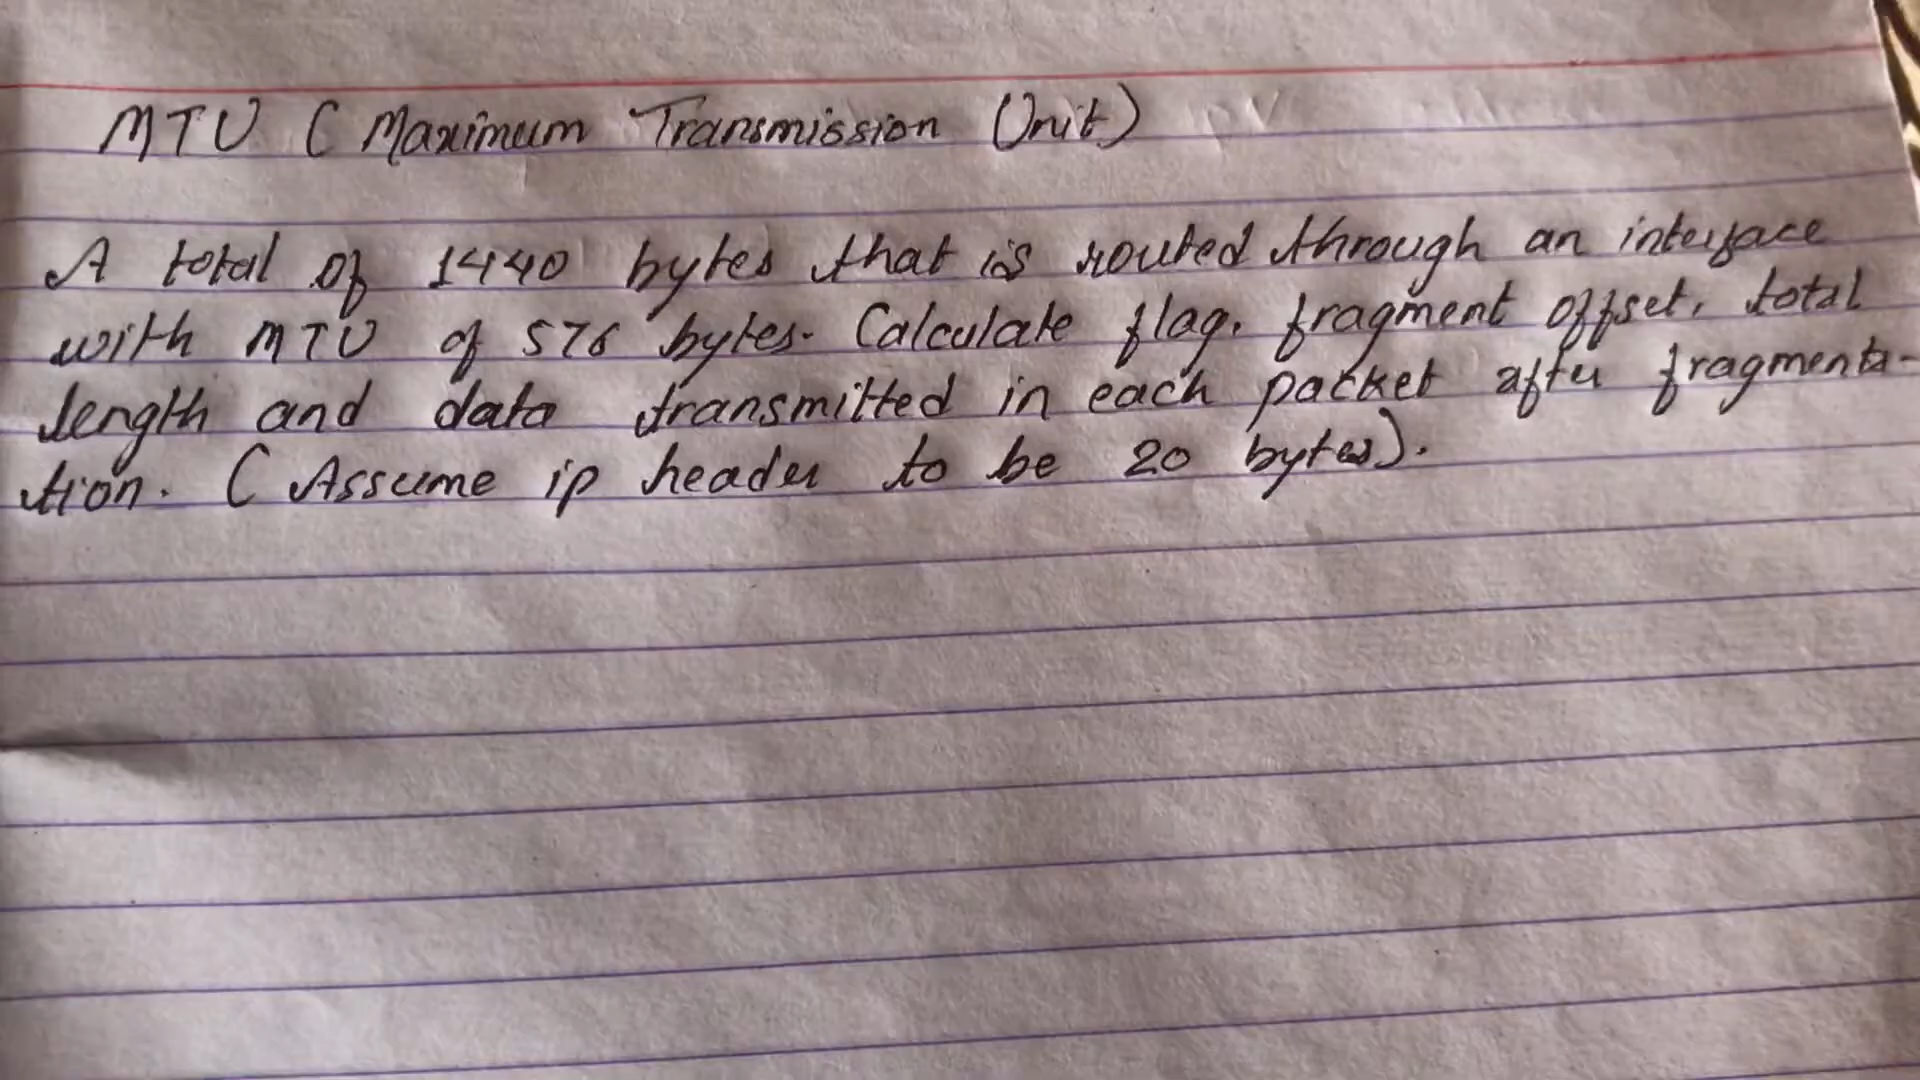 MTU ( Maximum Transmission Unit)
A total of 1440 bytes that is routed through an interface
with MTU of 576 bytes. Calculate flag, fragment offset, total
length and data transmitted in each packet after fragmenta-
tion. ( Assume ip header to be 20 bytes).